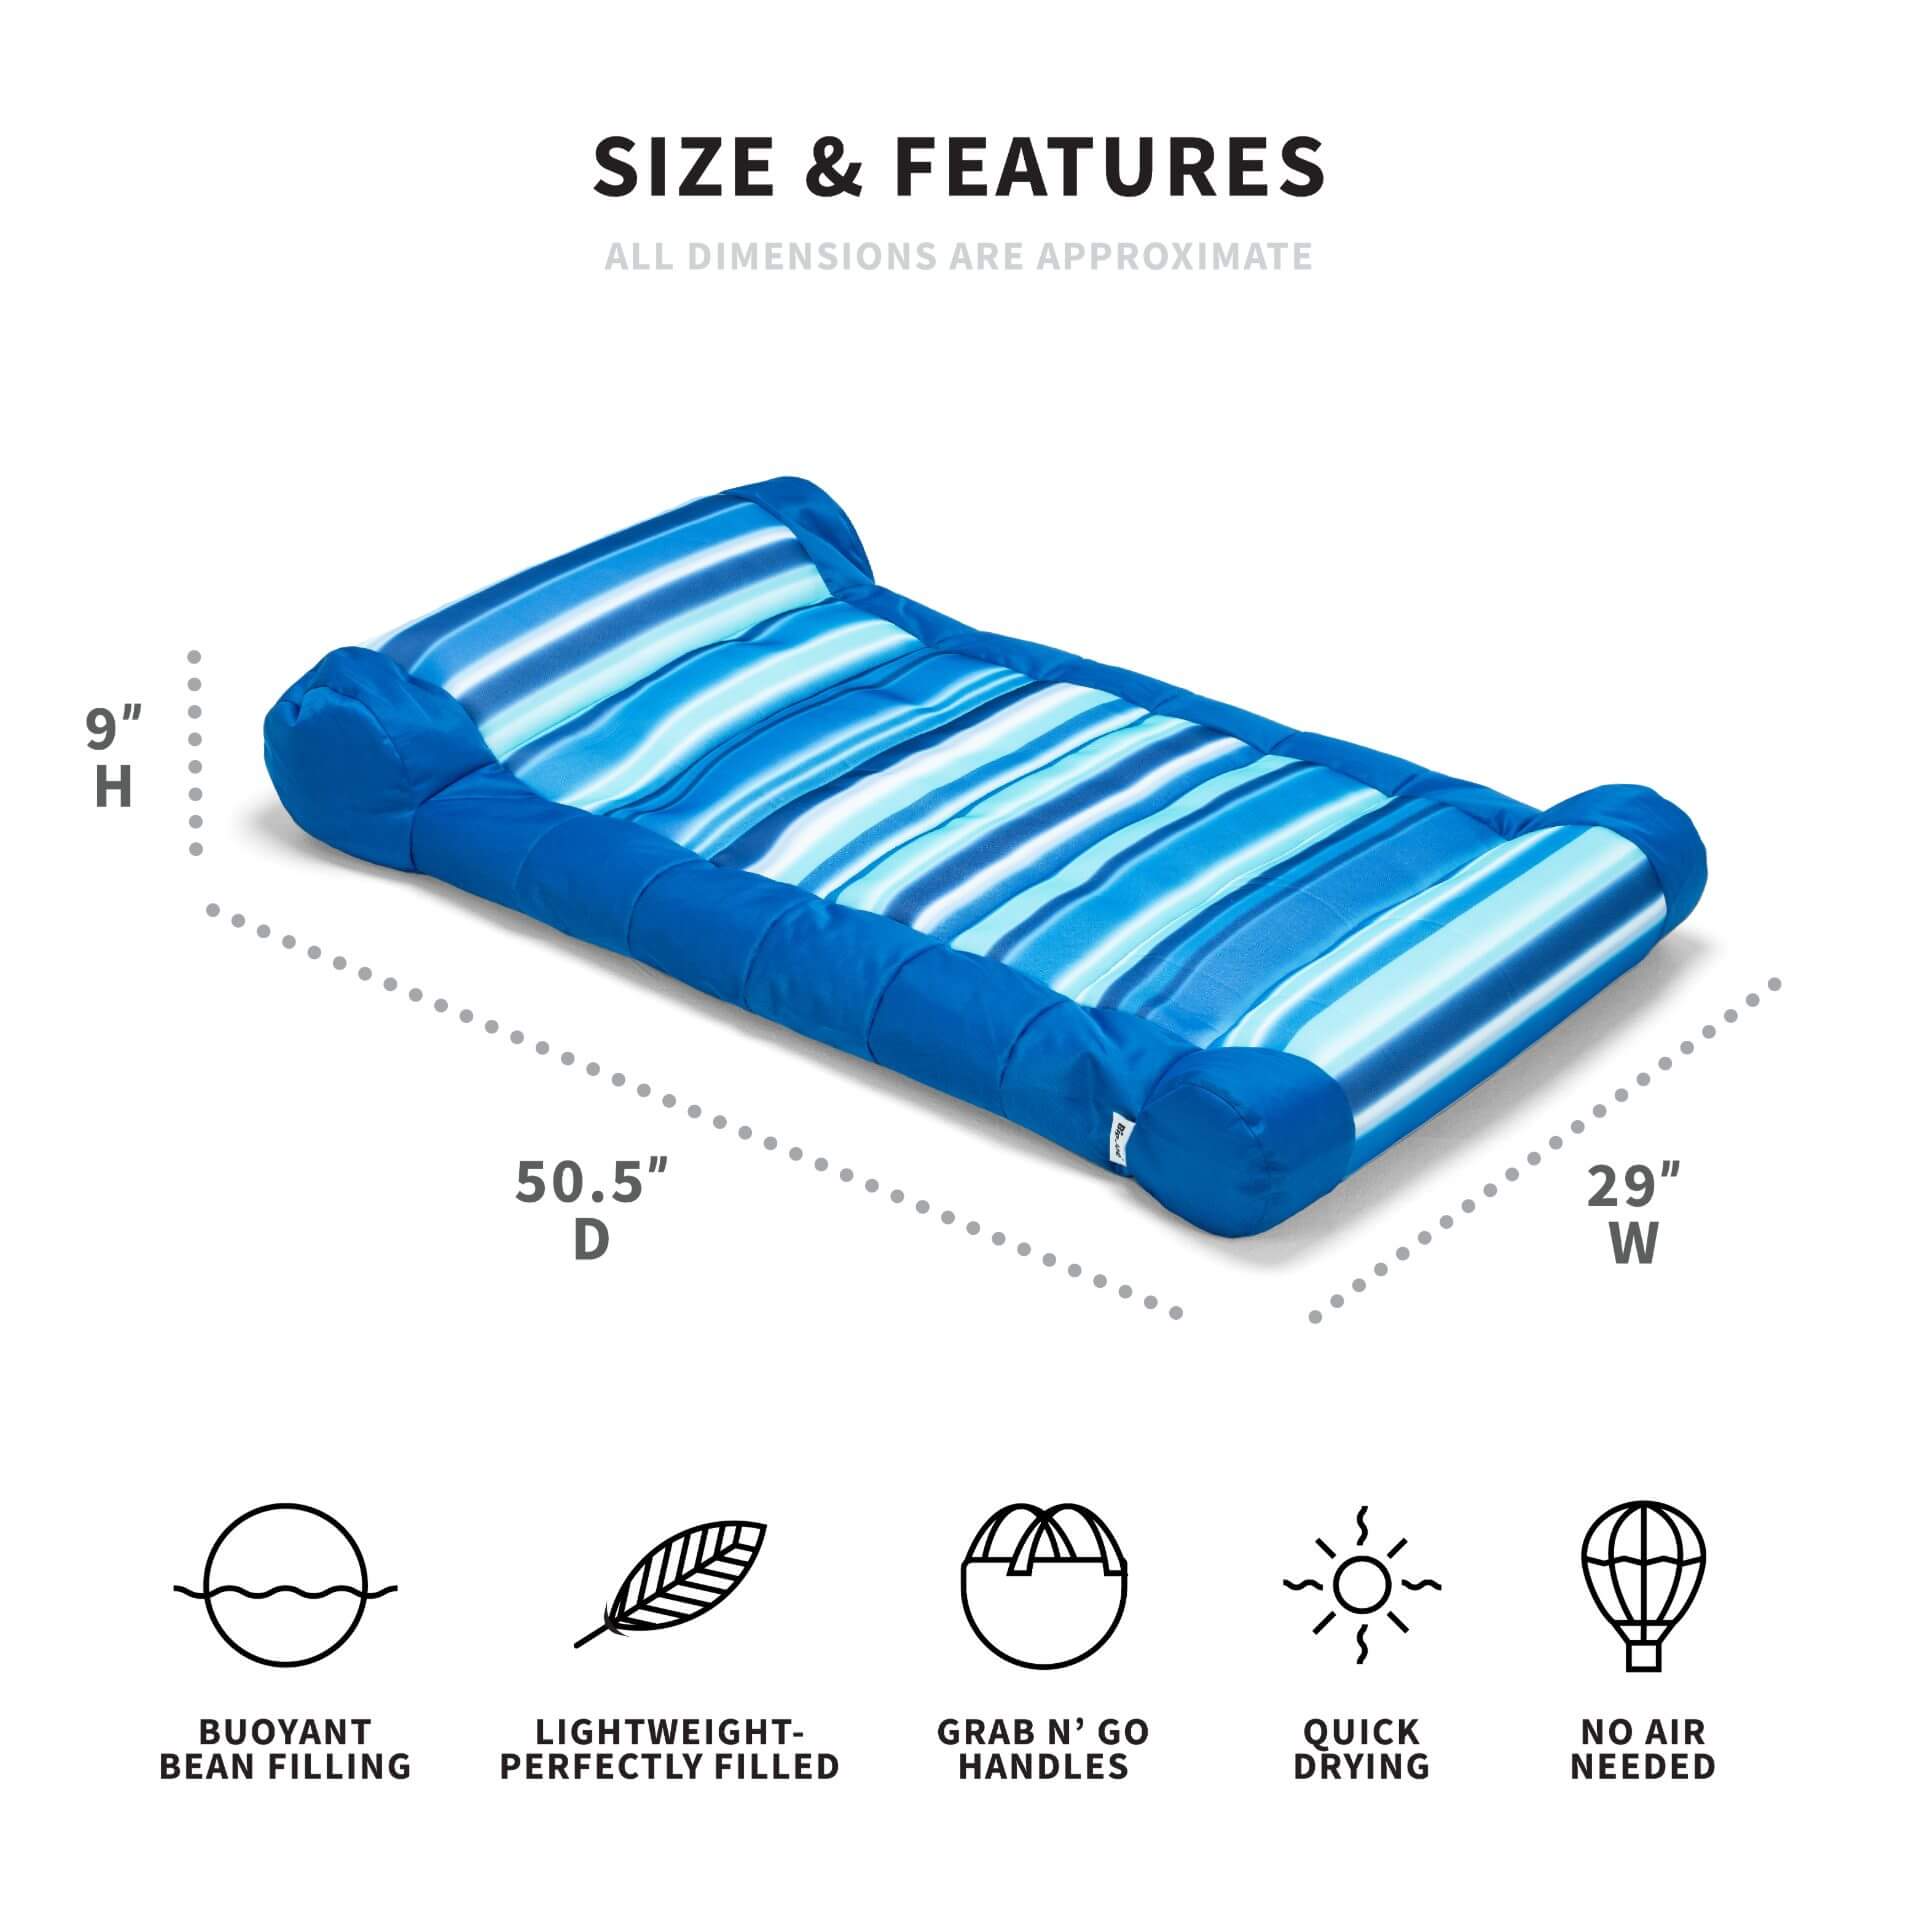 SIZE & FEATURES
ALL DIMENSIONS ARE APPROXIMATE
9"
H
50.5"
D
29"
W
BUOYANT
BEAN FILLING
LIGHTWEIGHT-
PERFECTLY FILLED
GRAB N’ GO
HANDLES
QUICK
DRYING
NO AIR
NEEDED